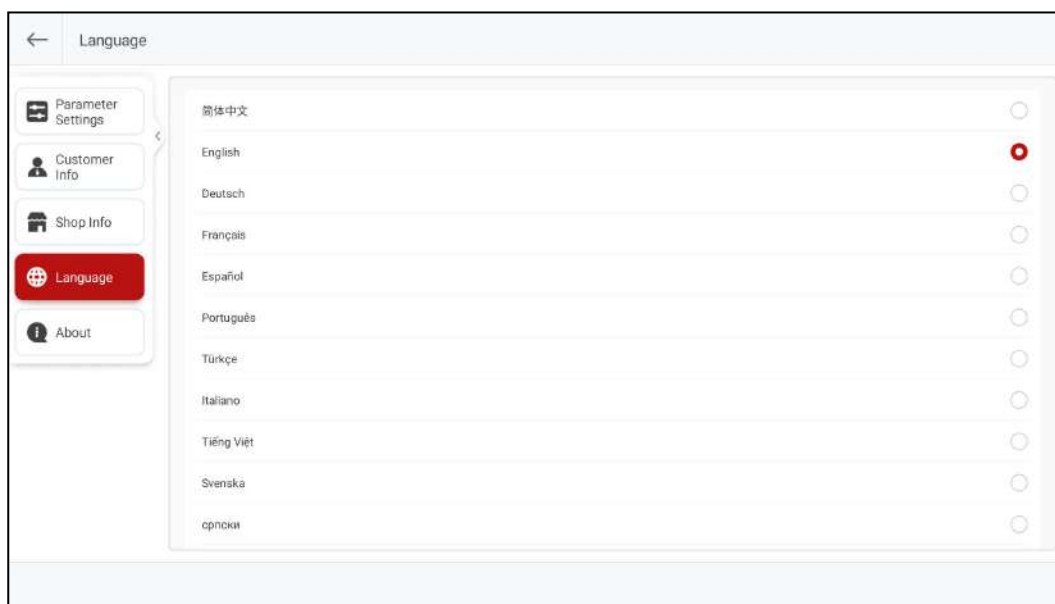 Language
Parameter
Settings
Customer
Info
Shop Info
Language
About
简体中文
English
Deutsch
Français
Español
Português
Türkçe
Italiano
Tiếng Việt
Svenska
српски